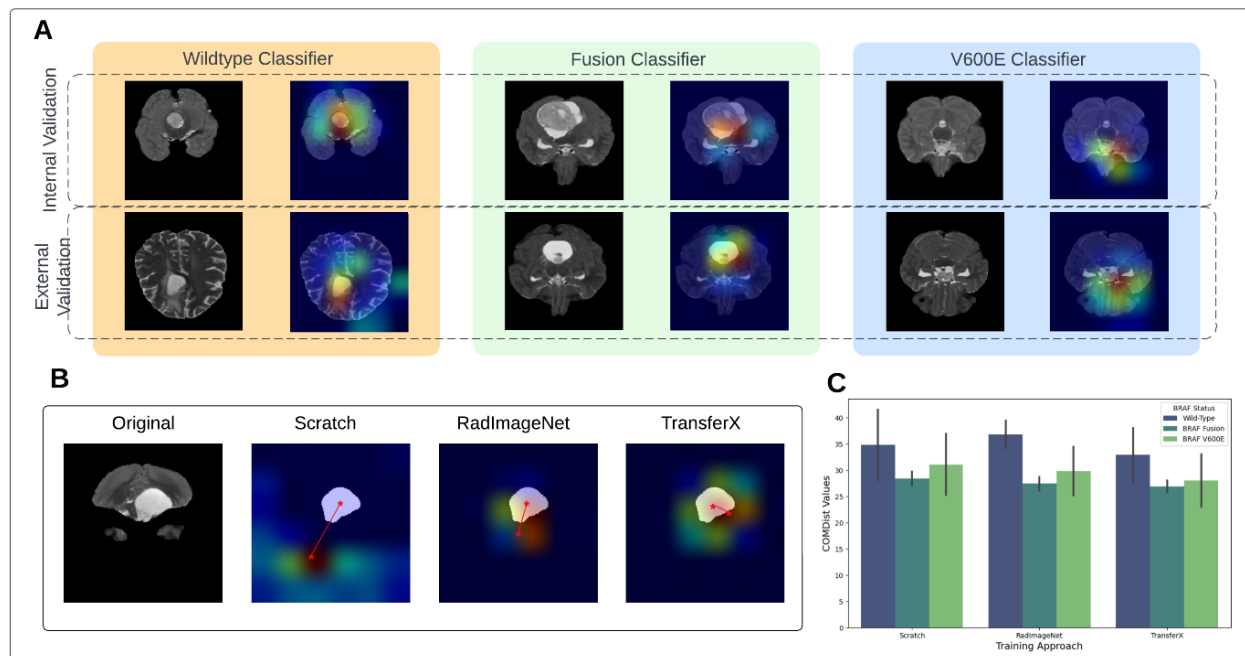 A
Wildtype Classifier
Fusion Classifier
V600E Classifier
Internal Validation
External
Validation
B
Original
Scratch
RadImageNet
TransferX
C
BRAF Status
Wild-Type
BRAF Fusion
BRAF V600E
COMDist Values
40
35
30
25
20
15
10
5
0
Scratch
RadImageNet
TransferX
Training Approach